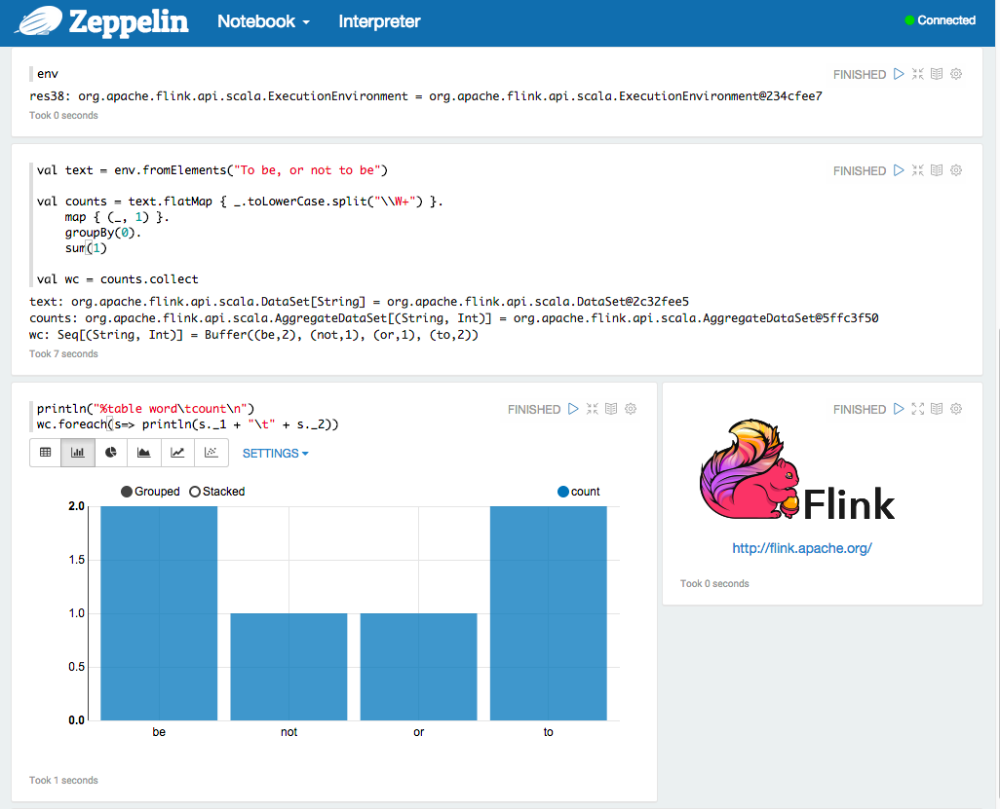 Zeppelin Notebook Interpreter Connected
env FINISHED
res38: org.apache.flink.api.scala.ExecutionEnvironment = org.apache.flink.api.scala.ExecutionEnvironment@234cfee7
Took 0 seconds
val text = env.fromElements("To be, or not to be") FINISHED
val counts = text.flatMap { _.toLowerCase.split("\\W+") }.
map { (_, 1) }.
groupBy(0).
sum(1)
val wc = counts.collect
text: org.apache.flink.api.scala.DataSet[String] = org.apache.flink.api.scala.DataSet@2c32fee5
counts: org.apache.flink.api.scala.AggregateDataSet[(String, Int)] = org.apache.flink.api.scala.AggregateDataSet@5ffc3f50
wc: Seq[(String, Int)] = Buffer((be,2), (not,1), (or,1), (to,2))
Took 7 seconds
println("%table word\tcount\n") FINISHED
wc.foreach(s=> println(s._1 + "\t" + s._2))
SETTINGS
Grouped Stacked count
2.0
1.5
1.0
0.5
0.0
be not or to
Took 1 seconds
FINISHED
Flink
http://flink.apache.org/
Took 0 seconds